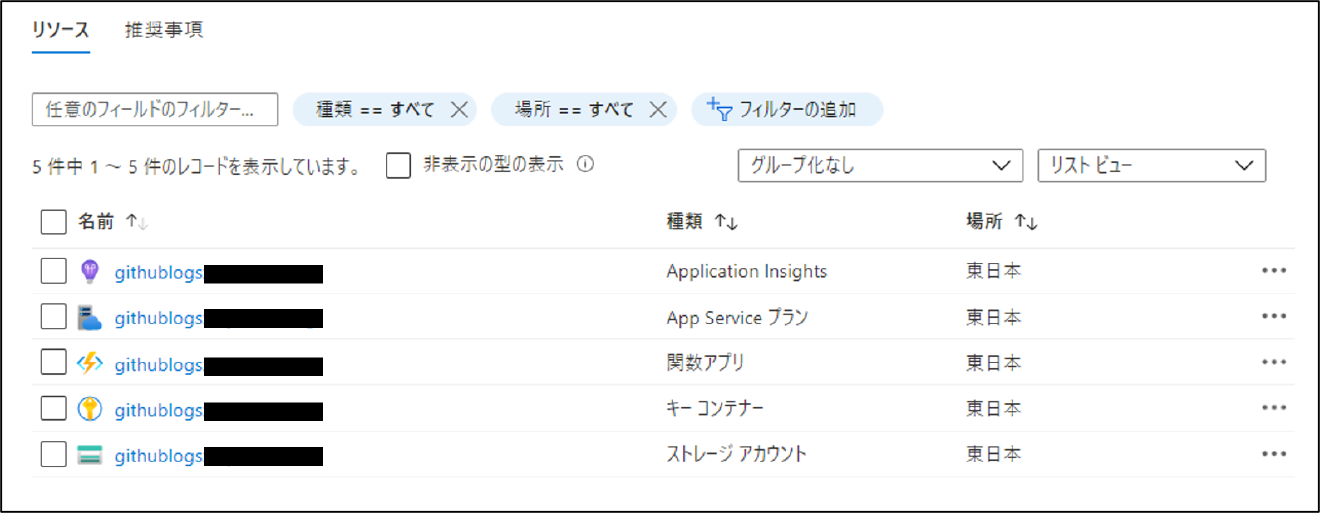 リソース 推奨事項
任意のフィールドのフィルター... 種類 == すべて 場所 == すべて フィルターの追加
5 件中 1 ～ 5 件のレコードを表示しています。 非表示の型の表示 グループ化なし リスト ビュー
名前 ↑↓ 種類 ↑↓ 場所 ↑↓
githublogs Application Insights 東日本 •••
githublogs App Service プラン 東日本 •••
githublogs 関数アプリ 東日本 •••
githublogs キー コンテナー 東日本 •••
githublogs ストレージ アカウント 東日本 •••